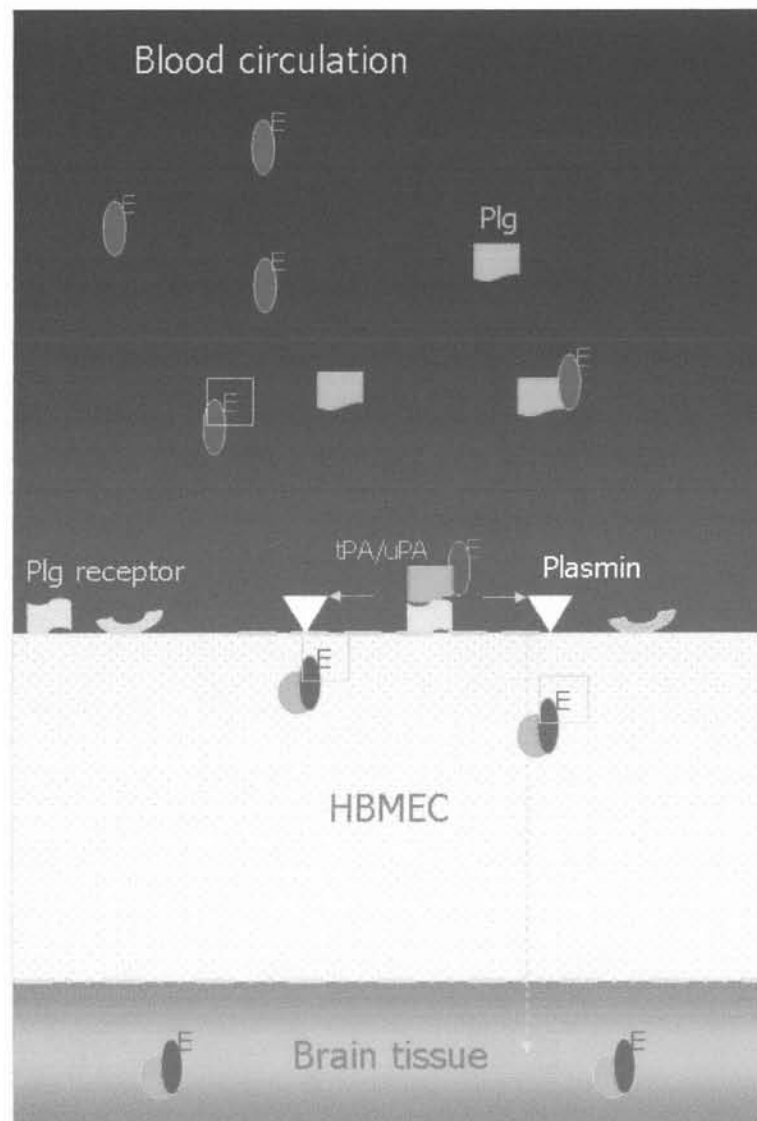 Blood circulation
E
E
Plg
E
E
E
tPA/uPA
E
Plg receptor
Plasmin
E
E
HBMEC
E
E
Brain tissue